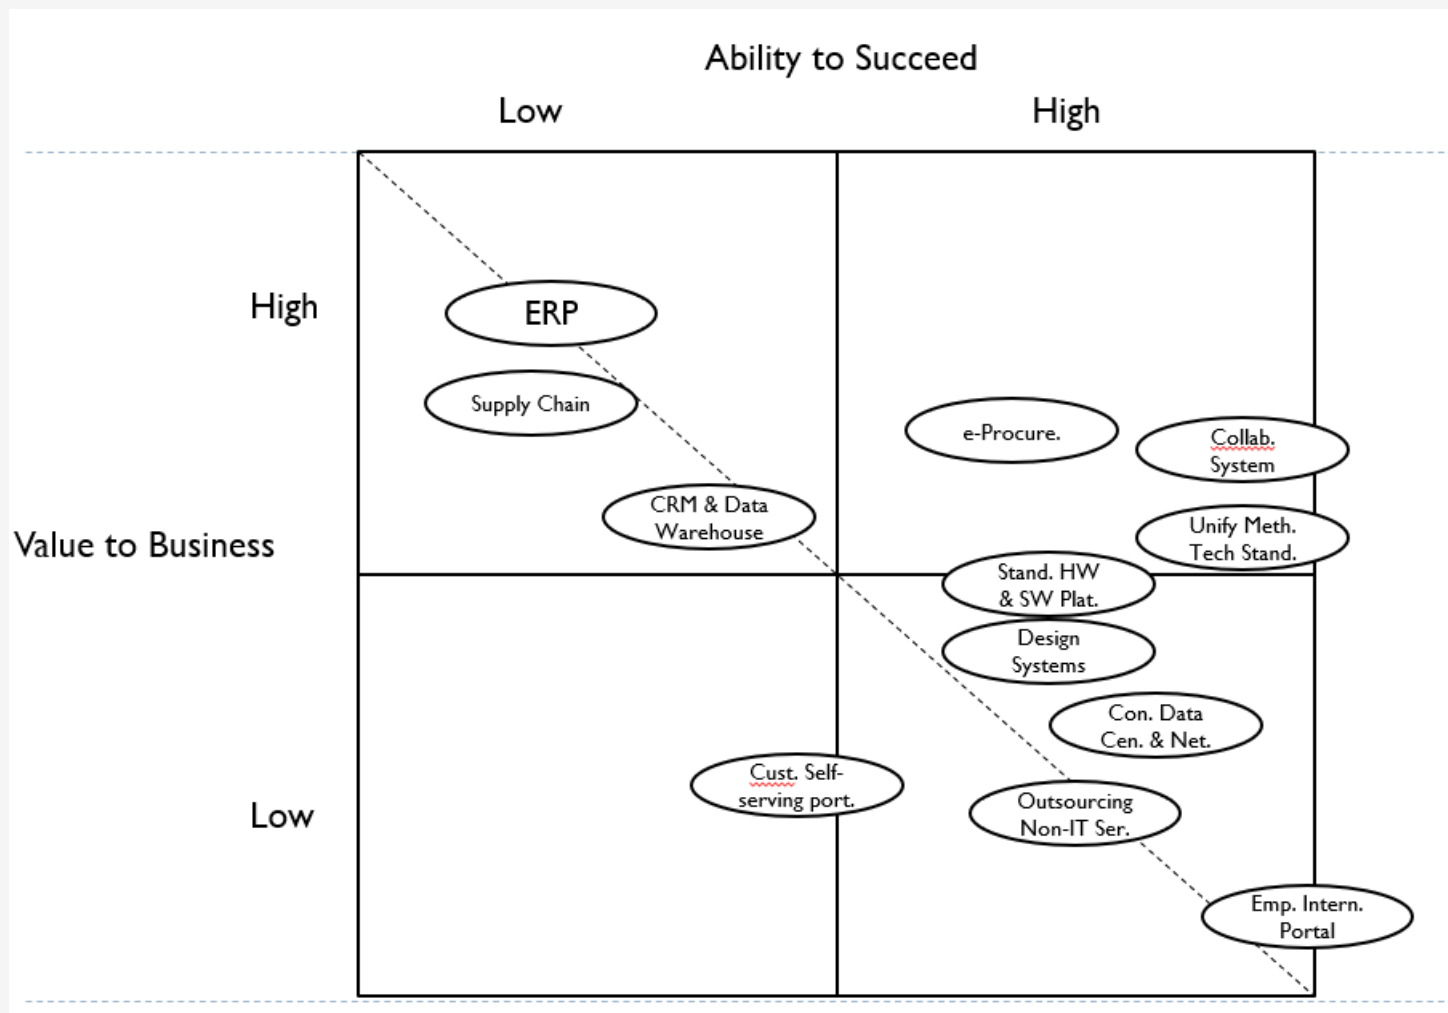 Ability to Succeed
Low
High
High
ERP
Supply Chain
e-Procure.
Collab.
System
CRM & Data
Warehouse
Unify Meth.
Tech Stand.
Value to Business
Stand. HW
& SW Plat.
Design
Systems
Con. Data
Cen. & Net.
Cust. Self-
serving port.
Low
Outsourcing
Non-IT Ser.
Emp. Intern.
Portal